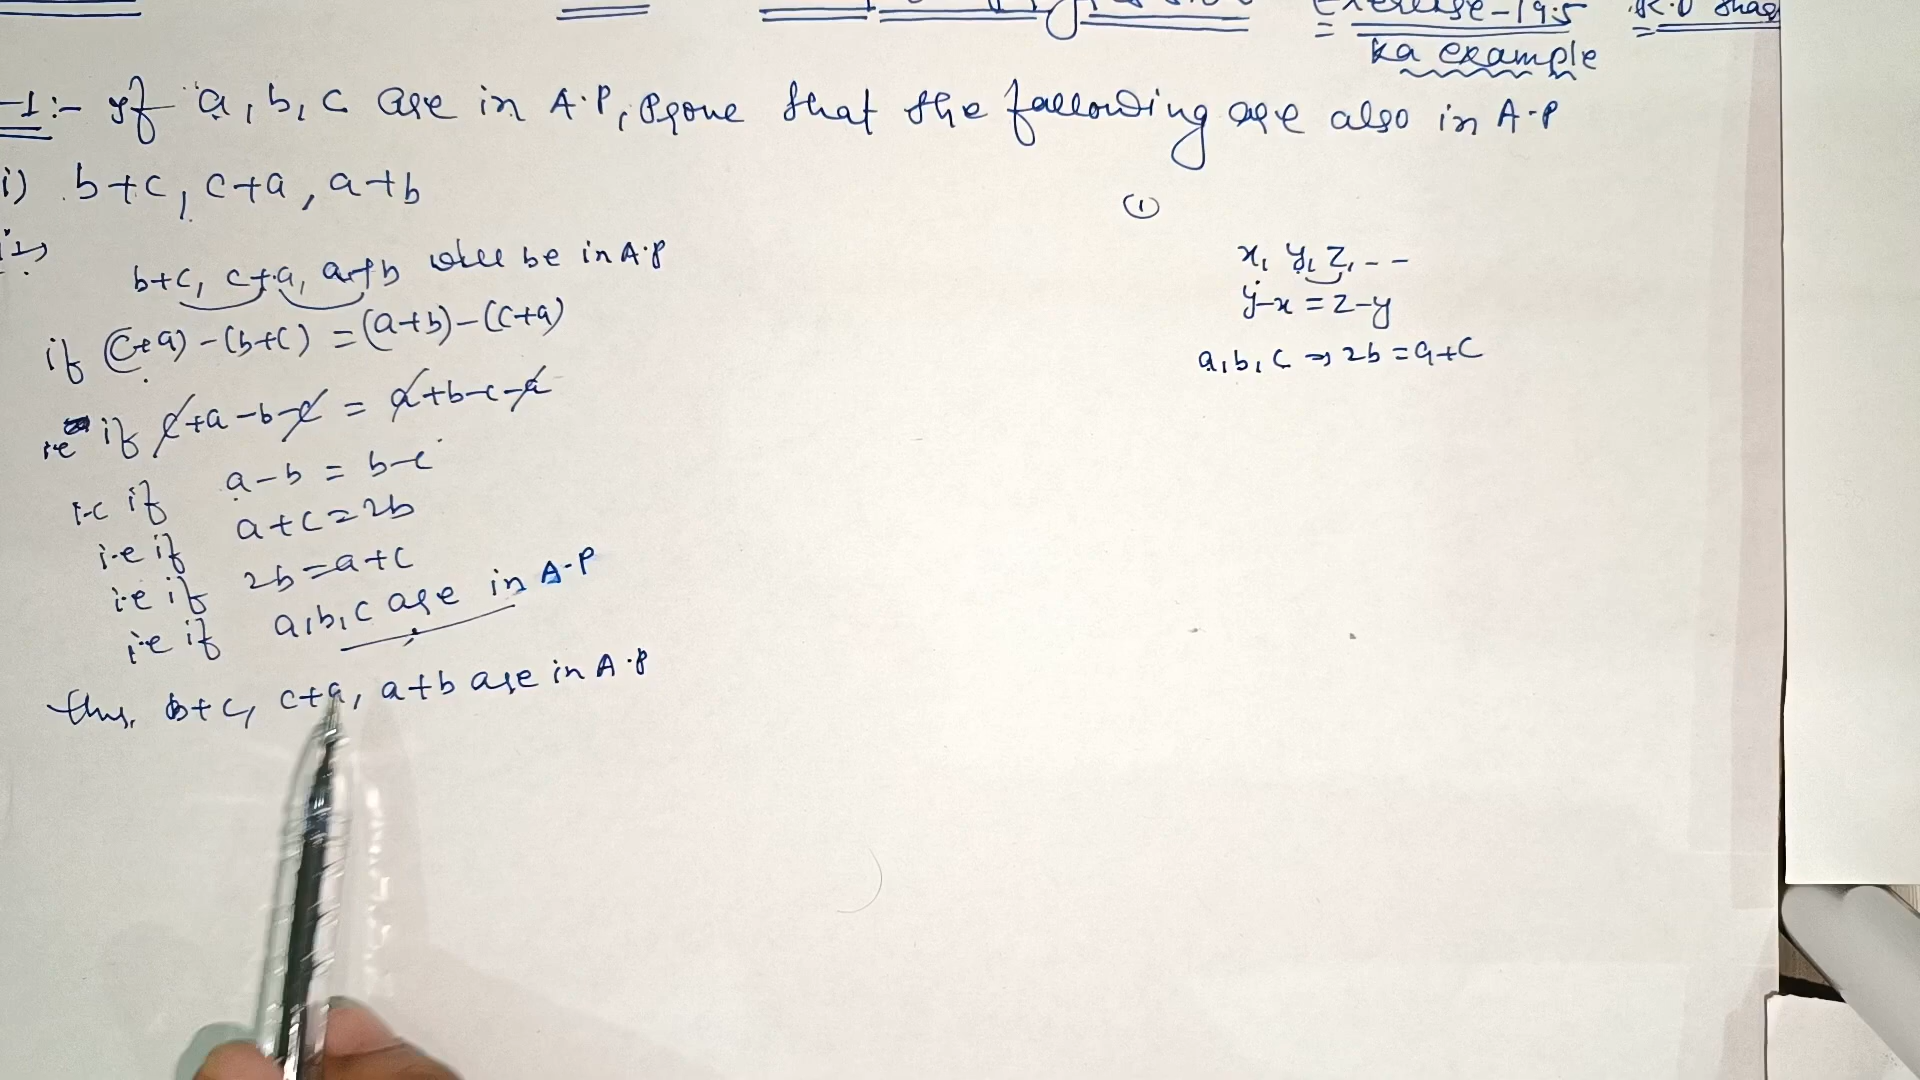 Exercise-19.5
ka example
-1:- If a, b, c are in A.P, Prove that the following are also in A.P
i) b+c, c+a, a+b
b+c, c+a, a+b will be in A.P
if (c+a)-(b+c) = (a+b)-(c+a)
i.e if c+a-b-c = a+b-c-a
i.e if a-b = b-c
i.e if a+c=2b
i.e if 2b=a+c
i.e if a,b,c are in A.P
thus, b+c, c+a, a+b are in A.P
①
x, y, z, - -
y-x = z-y
a,b,c ⇒ 2b = a+c